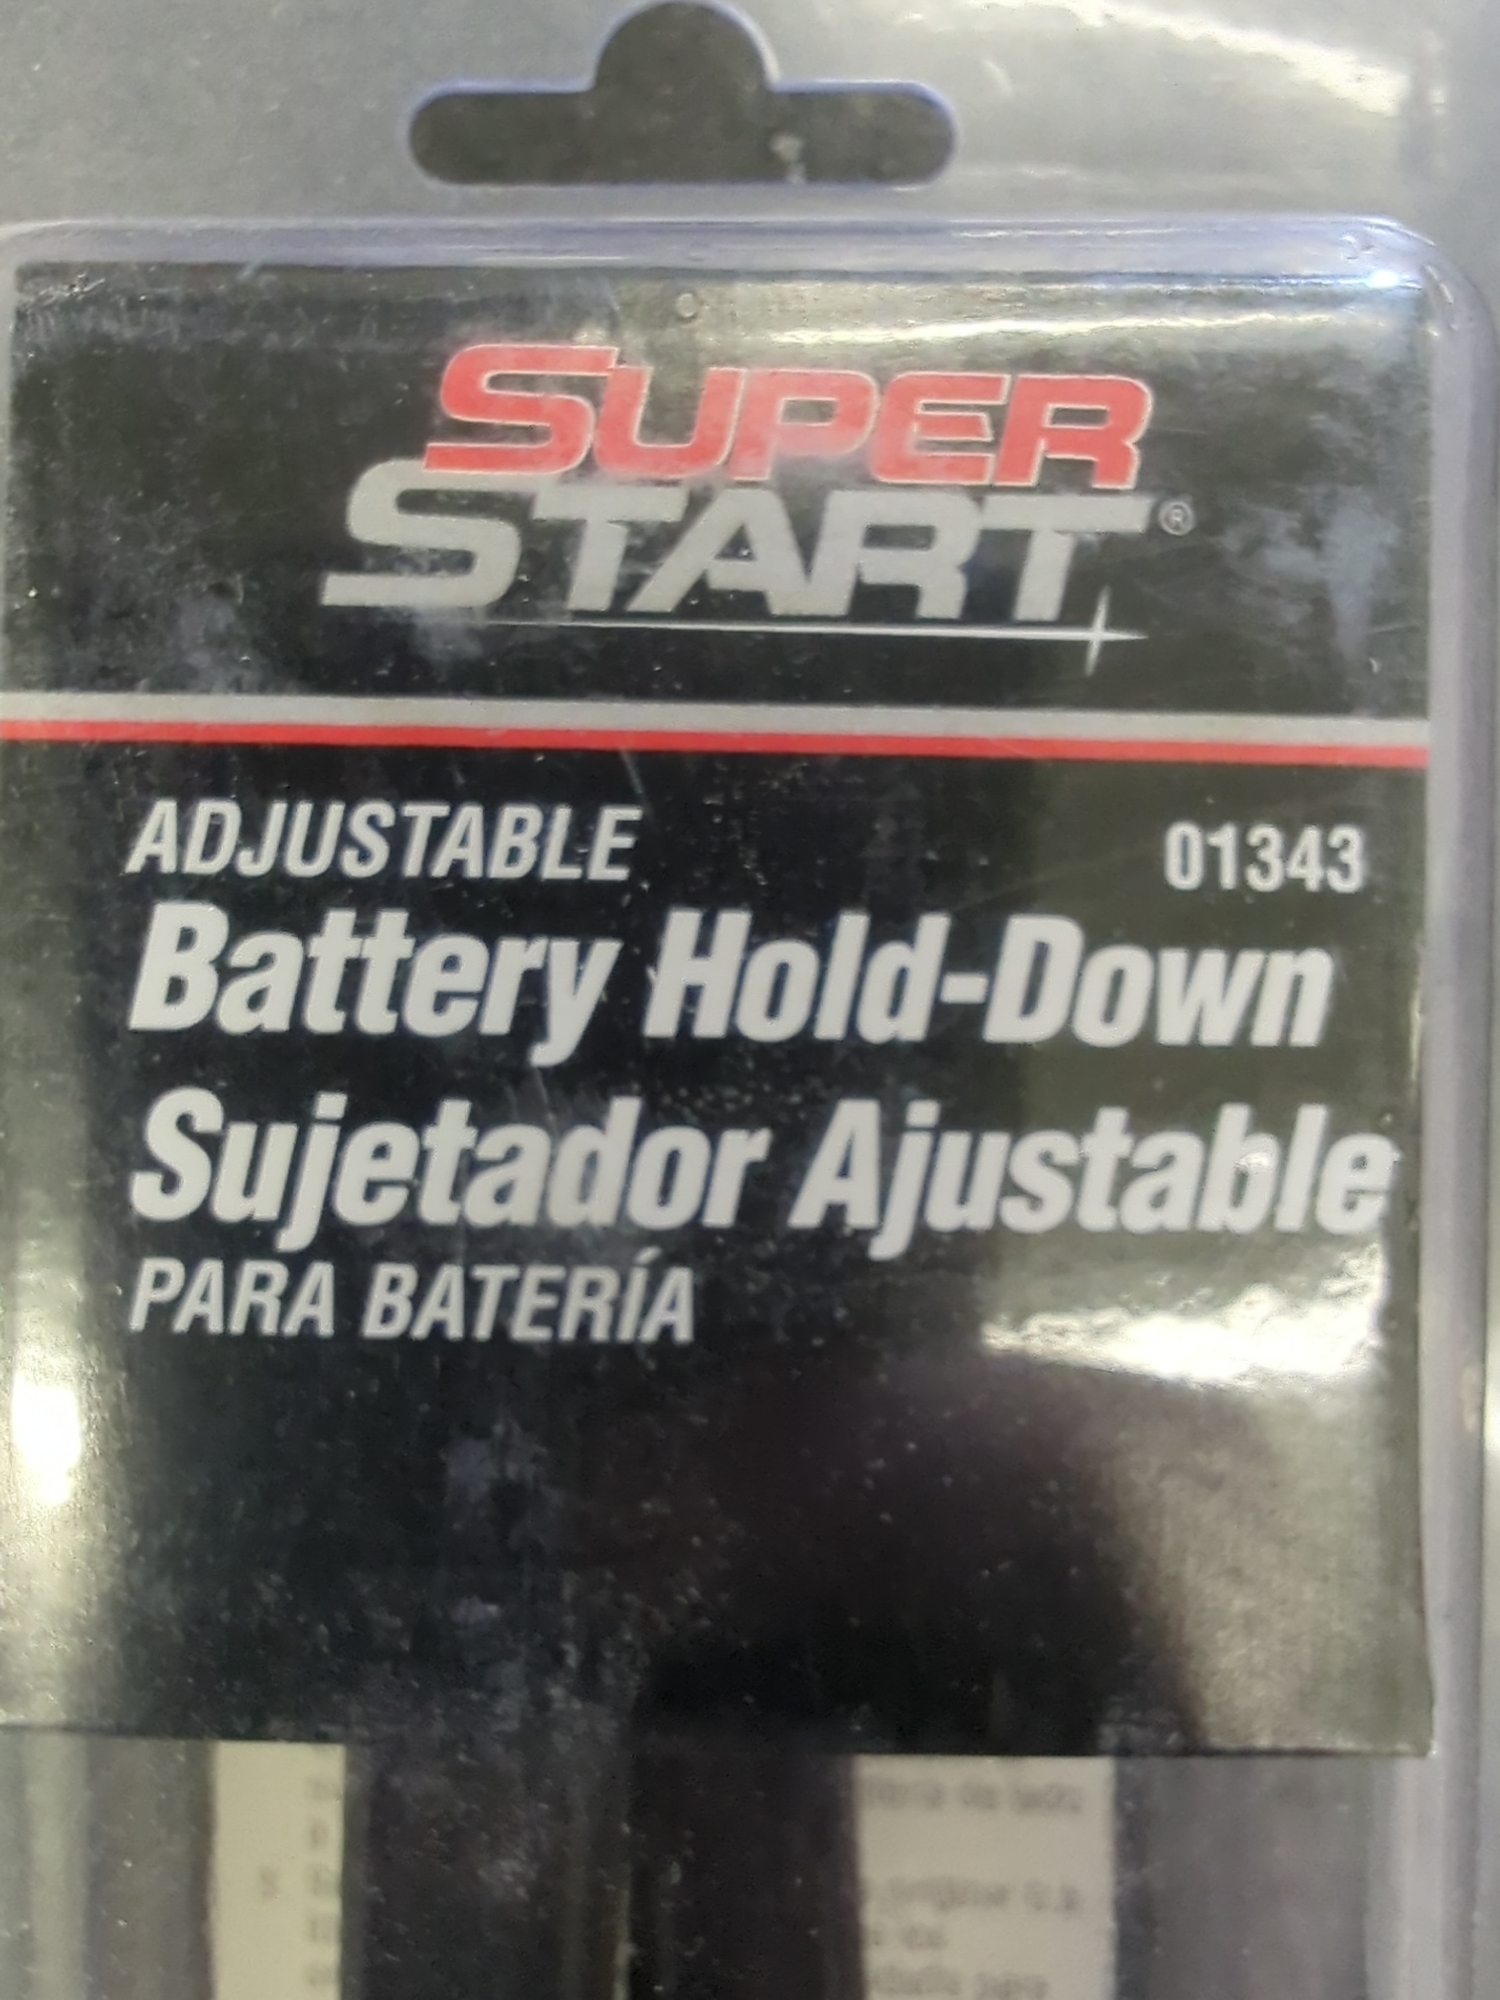 SUPER
START®
ADJUSTABLE 01343
Battery Hold-Down
Sujetador Ajustable
PARA BATERÍA